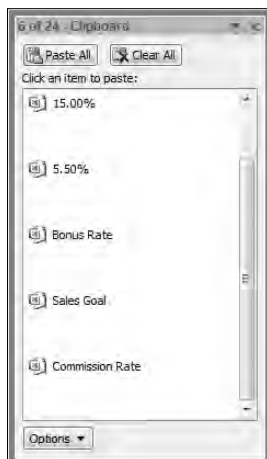 6 of 24 - Clipboard
Paste All Clear All
Click an item to paste:
15.00%
5.50%
Bonus Rate
Sales Goal
Commission Rate
Options